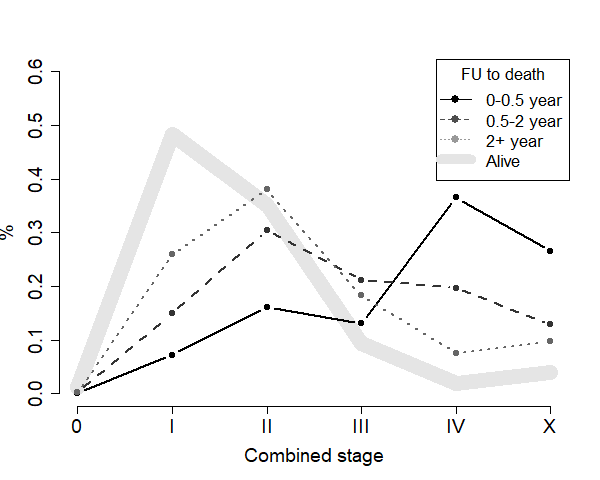 FU to death
0-0.5 year
0.5-2 year
2+ year
Alive
0.6
0.5
0.4
0.3
0.2
0.1
0.0
%
0 I II III IV X
Combined stage